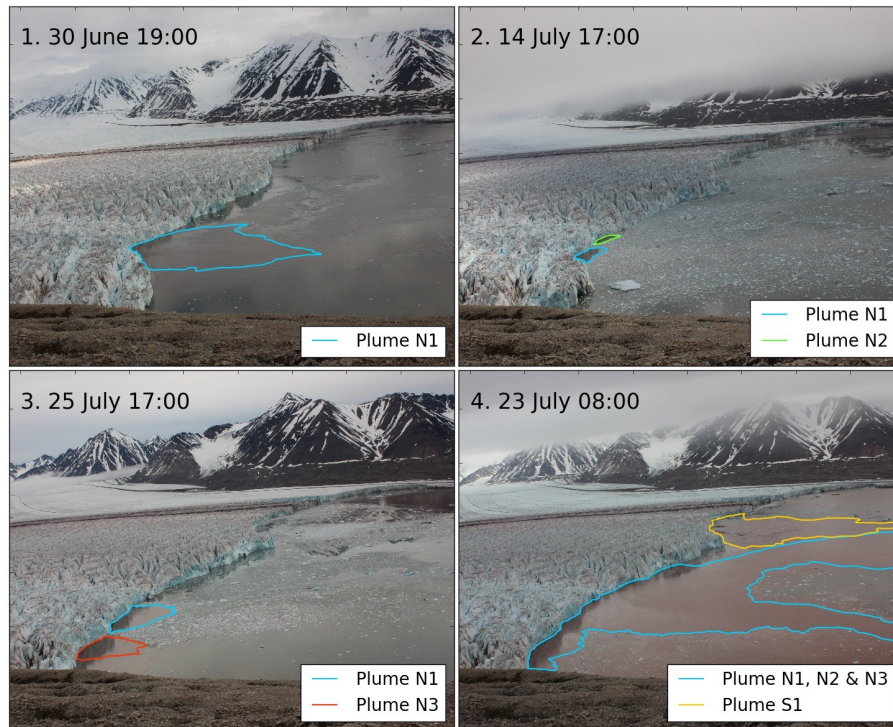 1. 30 June 19:00
Plume N1
2. 14 July 17:00
Plume N1
Plume N2
3. 25 July 17:00
Plume N1
Plume N3
4. 23 July 08:00
Plume N1, N2 & N3
Plume S1